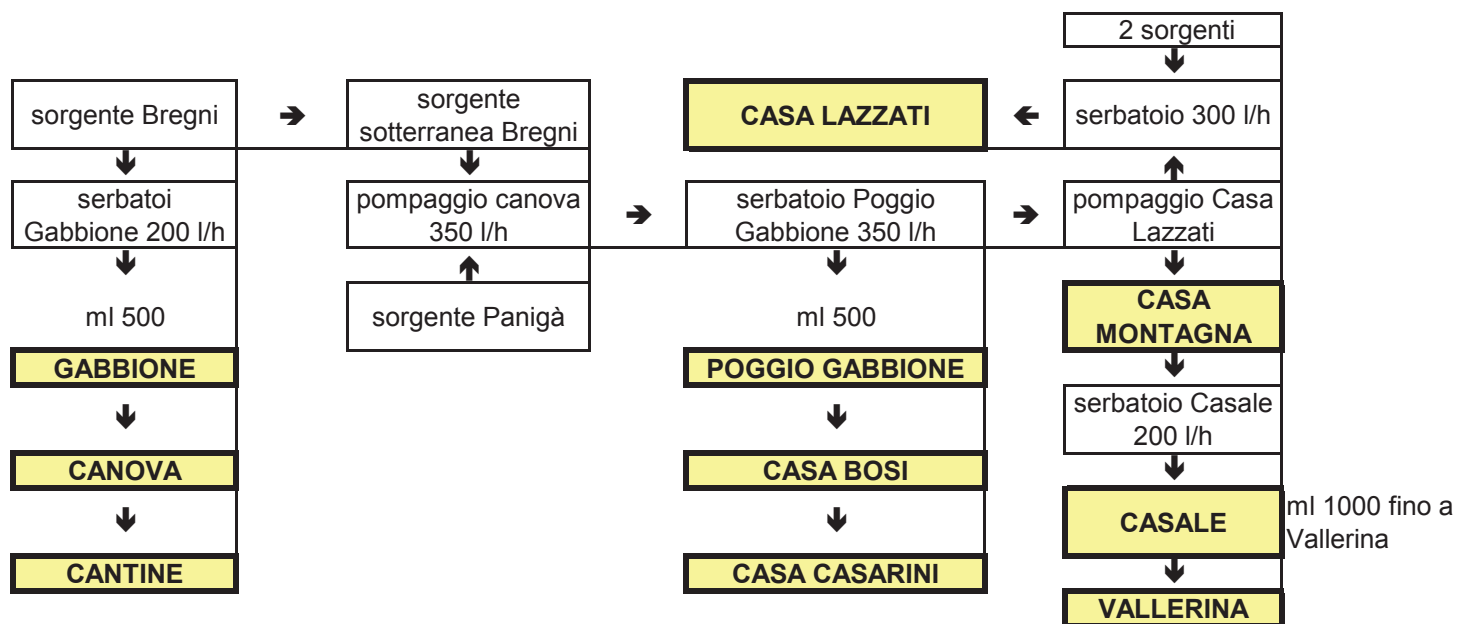 2 sorgenti
sorgente Bregni
sorgente
sotterranea Bregni
CASA LAZZATI
serbatoio 300 l/h
serbatoi
Gabbione 200 l/h
pompaggio canova
350 l/h
serbatoio Poggio
Gabbione 350 l/h
pompaggio Casa
Lazzati
ml 500
sorgente Panigà
ml 500
CASA
MONTAGNA
GABBIONE
POGGIO GABBIONE
serbatoio Casale
200 l/h
CANOVA
CASA BOSI
CASALE
ml 1000 fino a
Vallerina
CANTINE
CASA CASARINI
VALLERINA